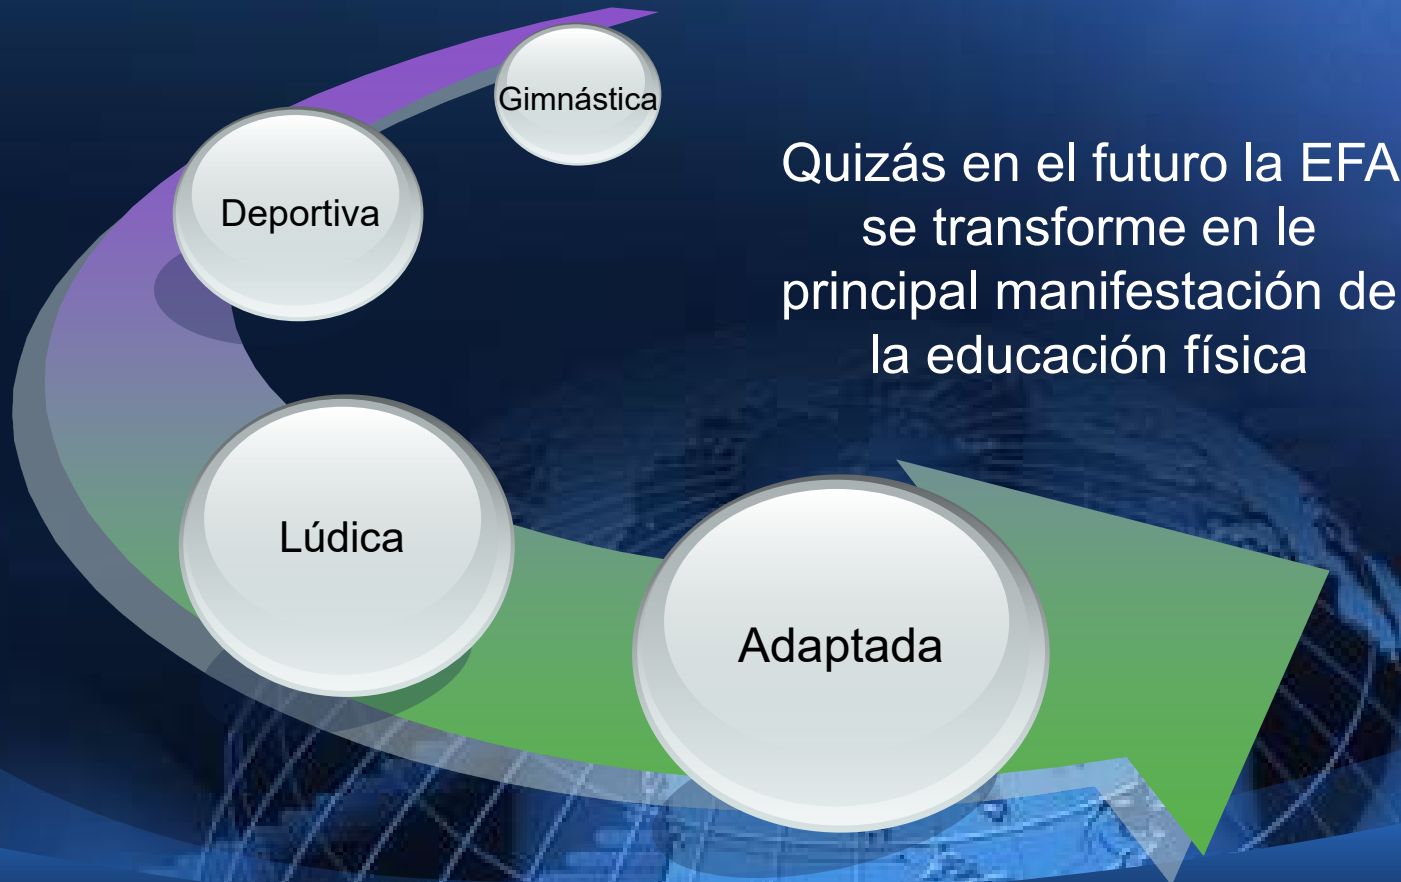 Gimnástica
Deportiva
Lúdica
Adaptada
Quizás en el futuro la EFA
se transforme en le
principal manifestación de
la educación física